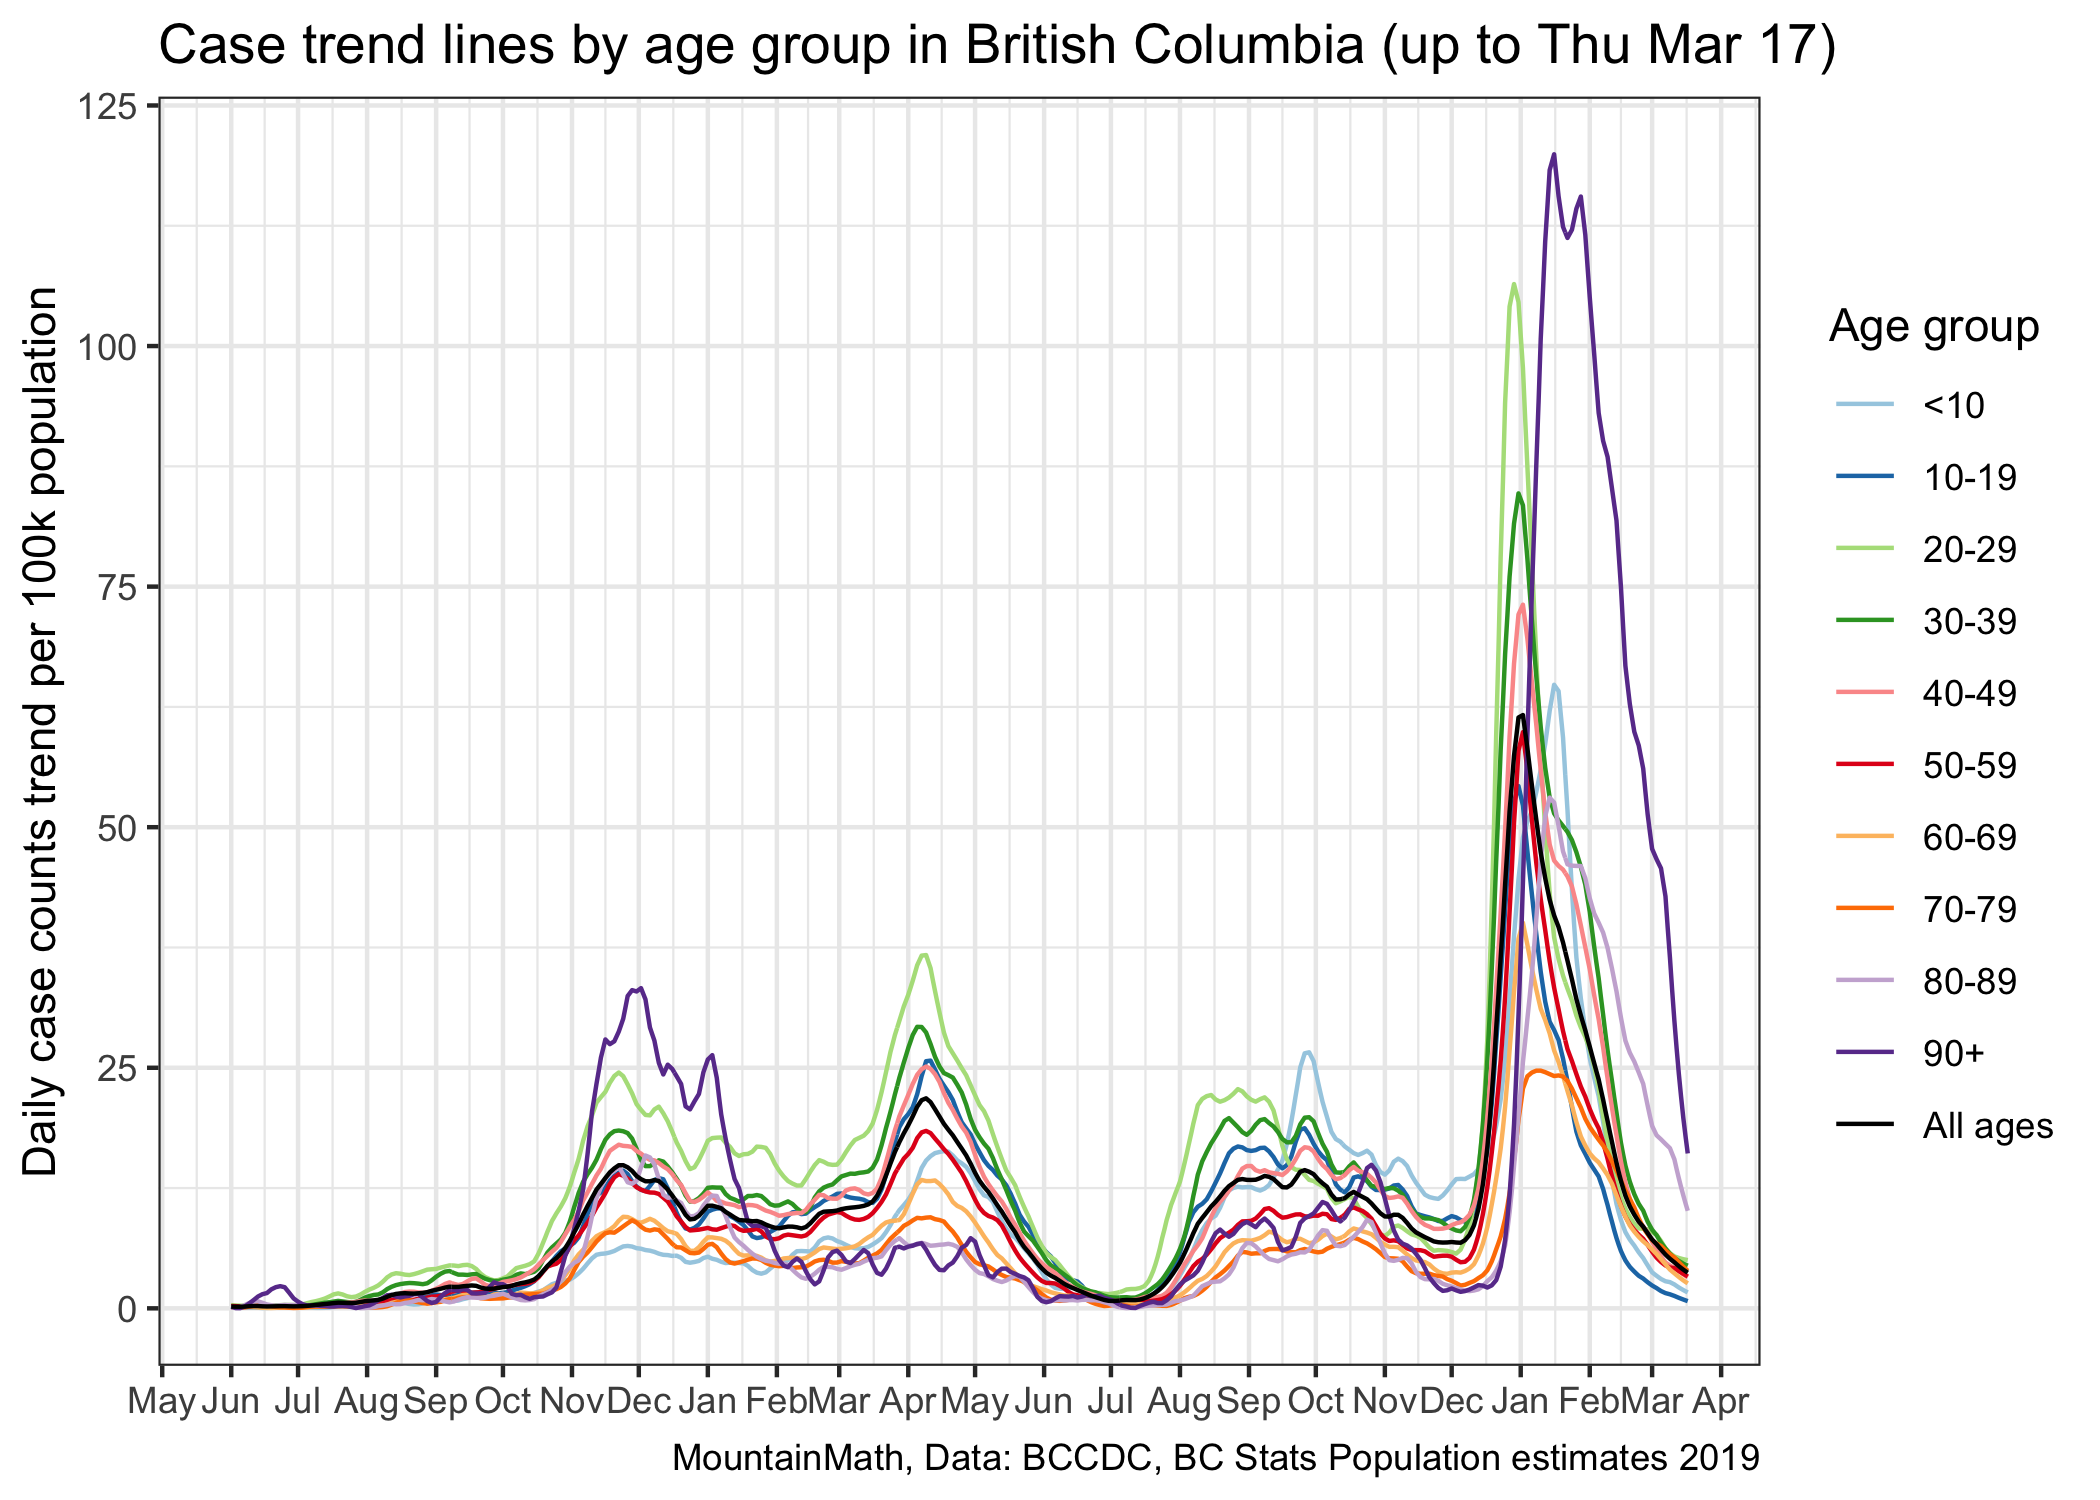 Case trend lines by age group in British Columbia (up to Thu Mar 17)
Daily case counts trend per 100k population
125
100
75
50
25
0
May Jun Jul Aug Sep Oct Nov Dec Jan Feb Mar Apr May Jun Jul Aug Sep Oct Nov Dec Jan Feb Mar Apr
Age group
<10
10-19
20-29
30-39
40-49
50-59
60-69
70-79
80-89
90+
All ages
MountainMath, Data: BCCDC, BC Stats Population estimates 2019